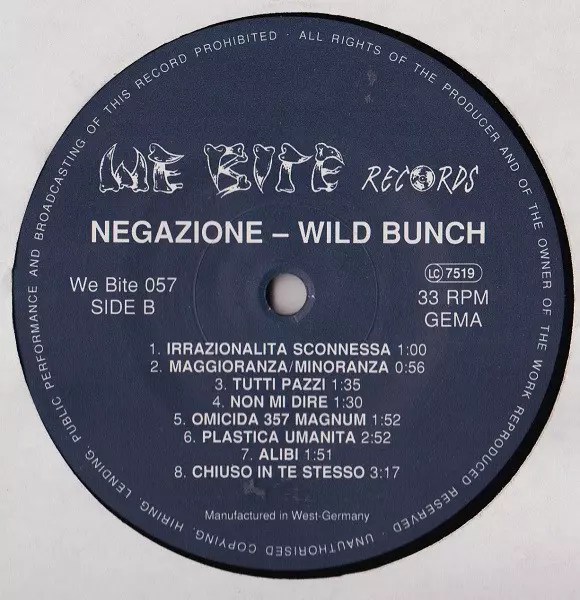 ALL RIGHTS OF THE PRODUCER AND OF THE OWNER OF THE WORK REPRODUCED RESERVED · UNAUTHORISED COPYING, HIRING, LENDING, PUBLIC PERFORMANCE AND BROADCASTING OF THIS RECORD PROHIBITED ·
WE BITE RECORDS
NEGAZIONE – WILD BUNCH
We Bite 057
SIDE B
LC 7519
33 RPM
GEMA
1. IRRAZIONALITA SCONNESSA 1:00
2. MAGGIORANZA/MINORANZA 0:56
3. TUTTI PAZZI 1:35
4. NON MI DIRE 1:30
5. OMICIDA 357 MAGNUM 1:52
6. PLASTICA UMANITA 2:52
7. ALIBI 1:51
8. CHIUSO IN TE STESSO 3:17
Manufactured in West-Germany